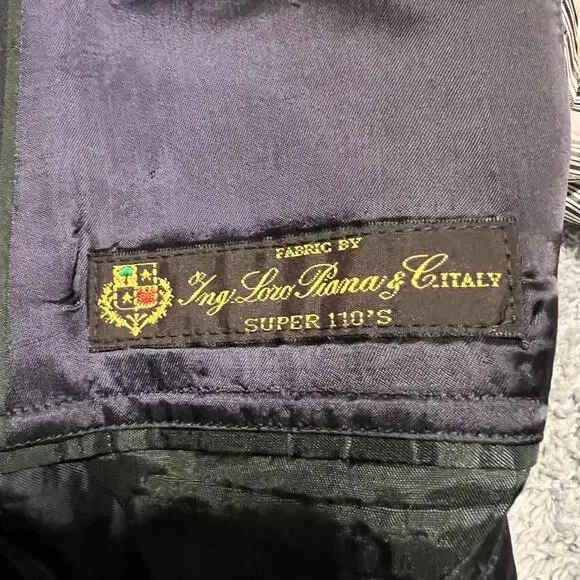 FABRIC BY
Ing. Loro Piana & C. ITALY
SUPER 110'S